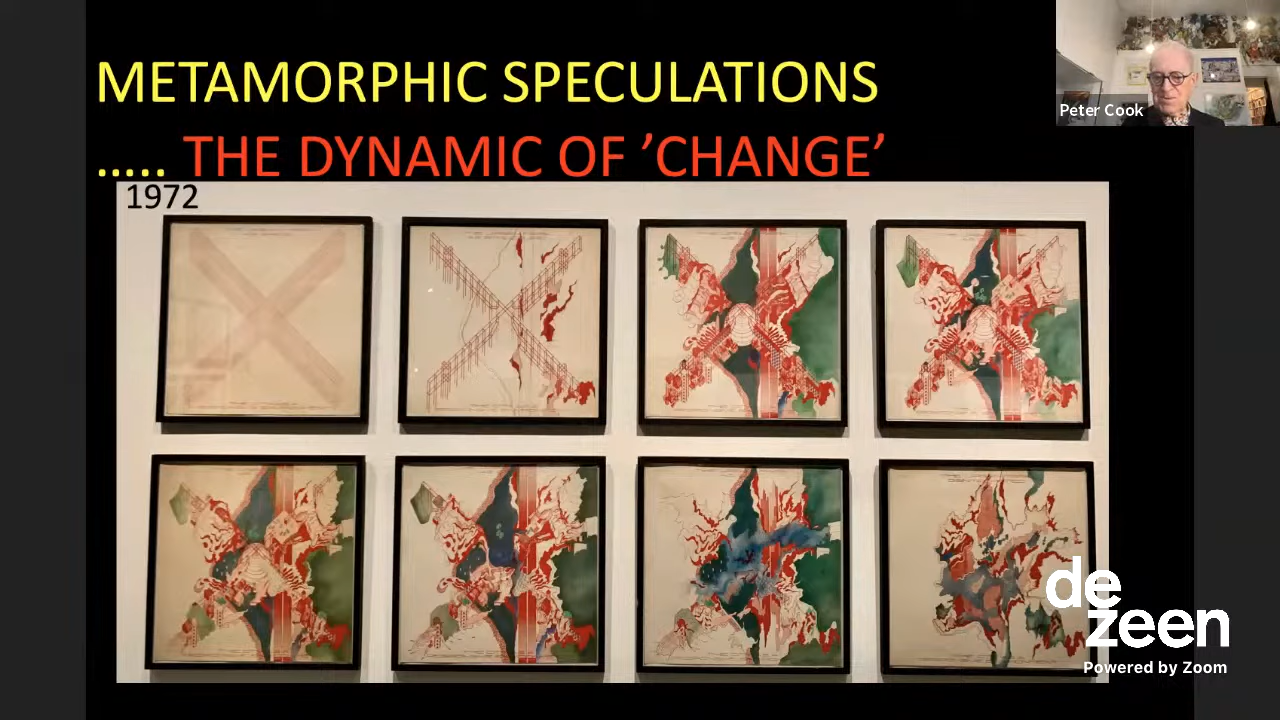 METAMORPHIC SPECULATIONS
..... THE DYNAMIC OF ’CHANGE’
1972
Peter Cook
de
zeen
Powered by Zoom